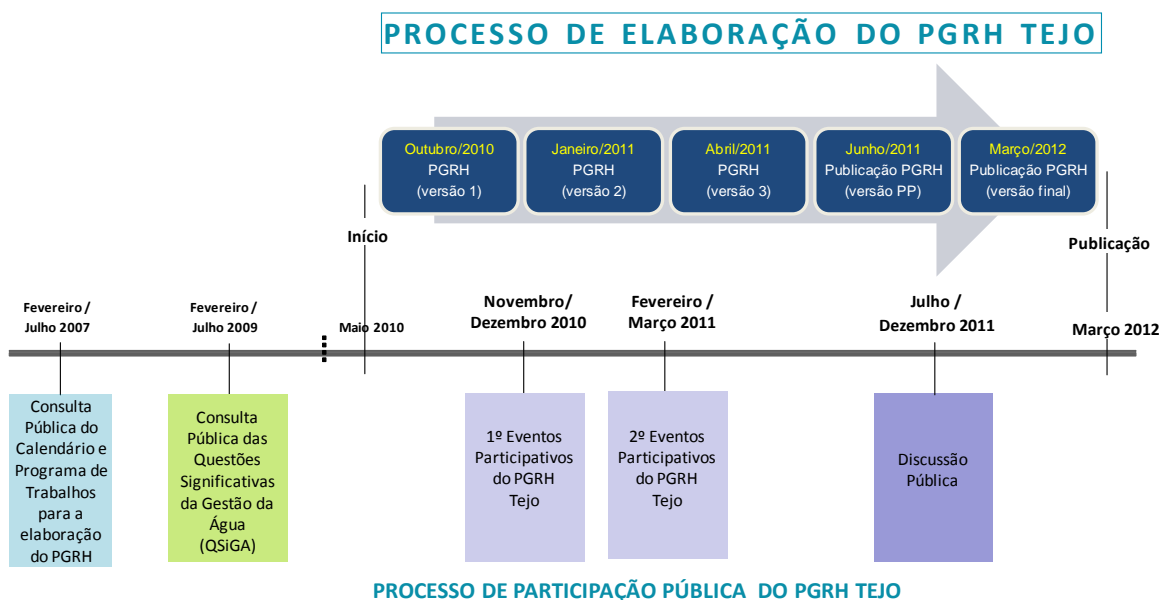 PROCESSO DE ELABORAÇÃO DO PGRH TEJO
Outubro/2010
PGRH
(versão 1)
Janeiro/2011
PGRH
(versão 2)
Abril/2011
PGRH
(versão 3)
Junho/2011
Publicação PGRH
(versão PP)
Março/2012
Publicação PGRH
(versão final)
Início
Publicação
Fevereiro /
Julho 2007
Fevereiro /
Julho 2009
Maio 2010
Novembro/
Dezembro 2010
Fevereiro /
Março 2011
Julho /
Dezembro 2011
Março 2012
Consulta
Pública do
Calendário e
Programa de
Trabalhos
para a
elaboração
do PGRH
Consulta
Pública das
Questões
Significativas
da Gestão da
Água
(QSiGA)
1º Eventos
Participativos
do PGRH
Tejo
2º Eventos
Participativos
do PGRH
Tejo
Discussão
Pública
PROCESSO DE PARTICIPAÇÃO PÚBLICA DO PGRH TEJO